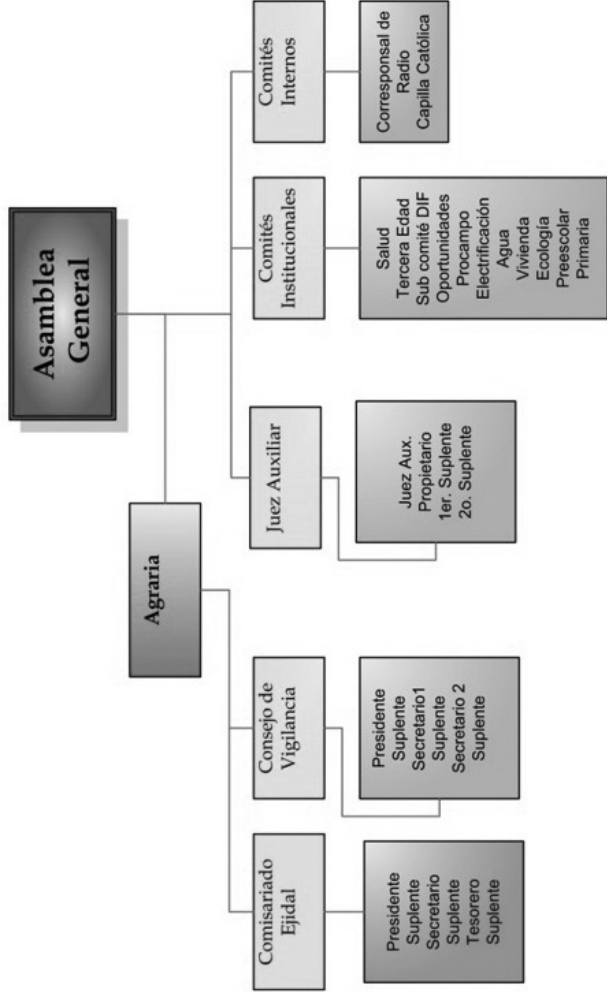 Asamblea
General
Agraria
Comisariado
Ejidal
Consejo de
Vigilancia
Juez Auxiliar
Comités
Institucionales
Comités
Internos
Presidente
Suplente
Secretario
Suplente
Tesorero
Suplente
Presidente
Suplente
Secretario1
Suplente
Secretario 2
Suplente
Juez Aux.
Propietario
1er. Suplente
2o. Suplente
Salud
Tercera Edad
Sub comité DIF
Oportunidades
Procampo
Electrificación
Agua
Vivienda
Ecología
Preescolar
Primaria
Corresponsal de
Radio
Capilla Católica